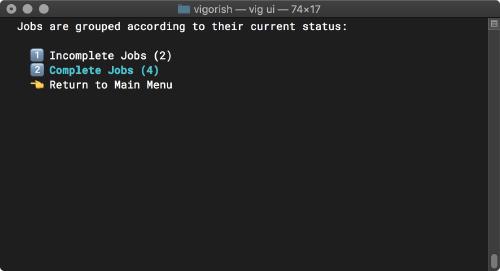 vigorish — vig ui — 74×17
Jobs are grouped according to their current status:
1 Incomplete Jobs (2)
2 Complete Jobs (4)
Return to Main Menu